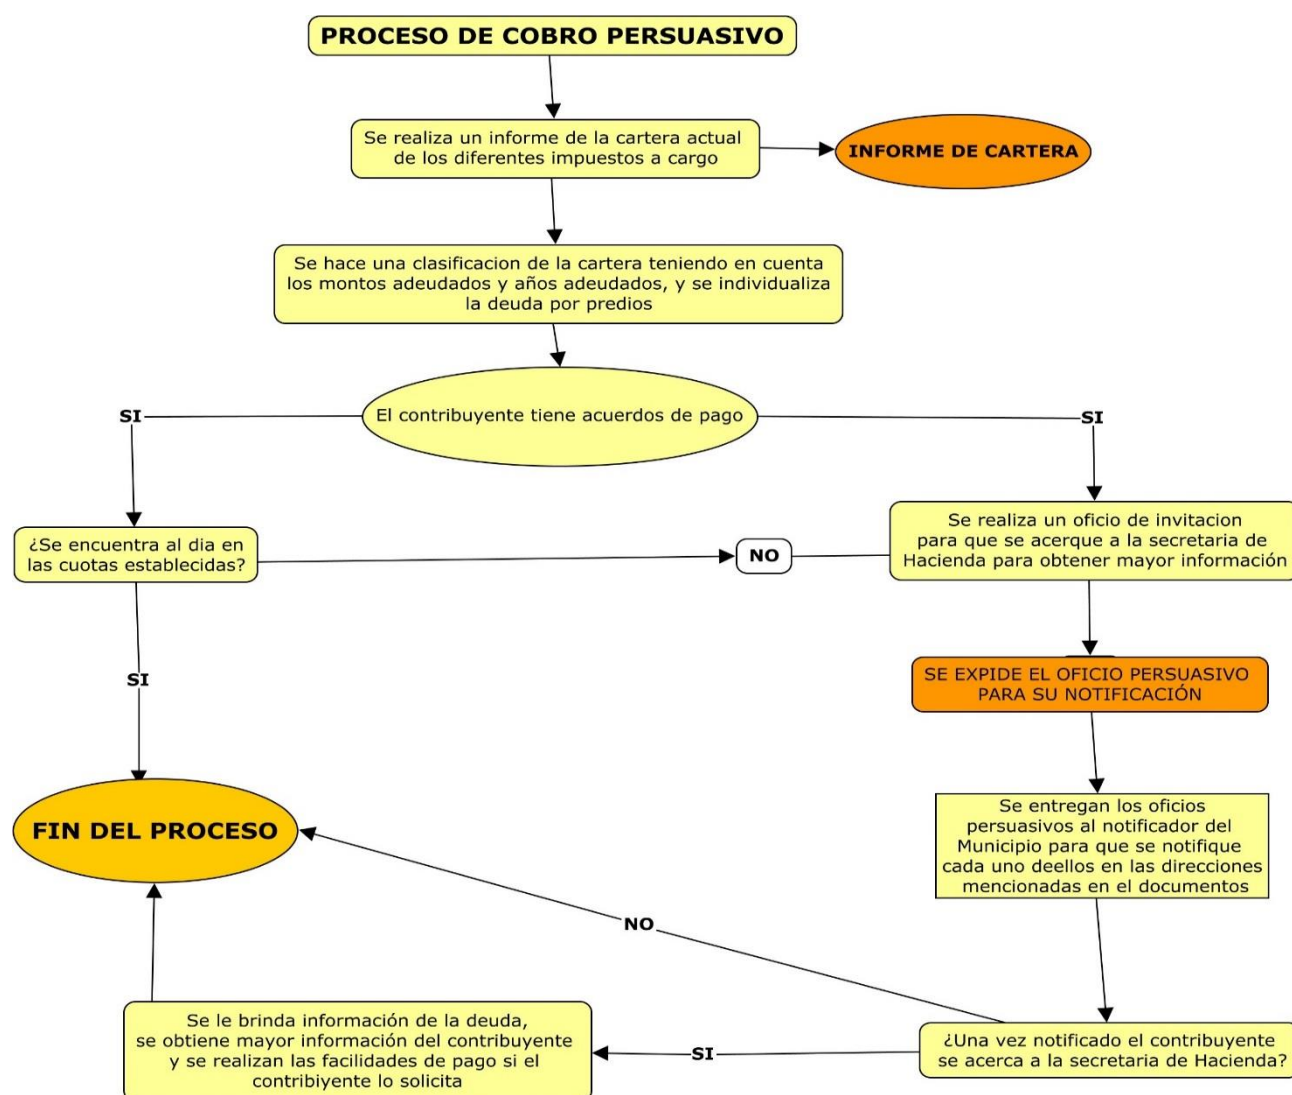 PROCESO DE COBRO PERSUASIVO
Se realiza un informe de la cartera actual
de los diferentes impuestos a cargo
INFORME DE CARTERA
Se hace una clasificacion de la cartera teniendo en cuenta
los montos adeudados y años adeudados, y se individualiza
la deuda por predios
SI
El contribuyente tiene acuerdos de pago
SI
¿Se encuentra al dia en
las cuotas establecidas?
NO
Se realiza un oficio de invitacion
para que se acerque a la secretaria de
Hacienda para obtener mayor información
SI
SE EXPIDE EL OFICIO PERSUASIVO
PARA SU NOTIFICACIÓN
FIN DEL PROCESO
Se entregan los oficios
persuasivos al notificador del
Municipio para que se notifique
cada uno deellos en las direcciones
mencionadas en el documentos
NO
Se le brinda información de la deuda,
se obtiene mayor información del contribuyente
y se realizan las facilidades de pago si el
contribiyente lo solicita
SI
¿Una vez notificado el contribuyente
se acerca a la secretaria de Hacienda?